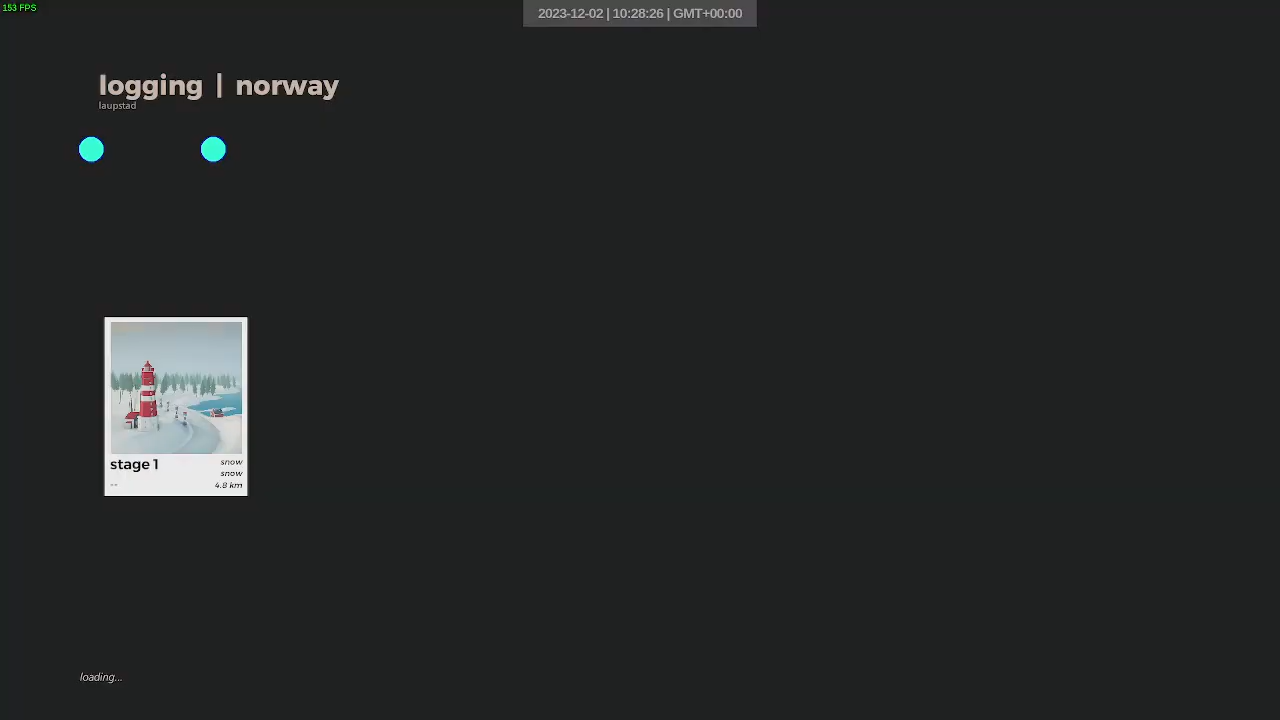 153 FPS
2023-12-02 | 10:28:26 | GMT+00:00
logging | norway
laupstad
stage 1
snow
snow
--
4.8 km
loading...